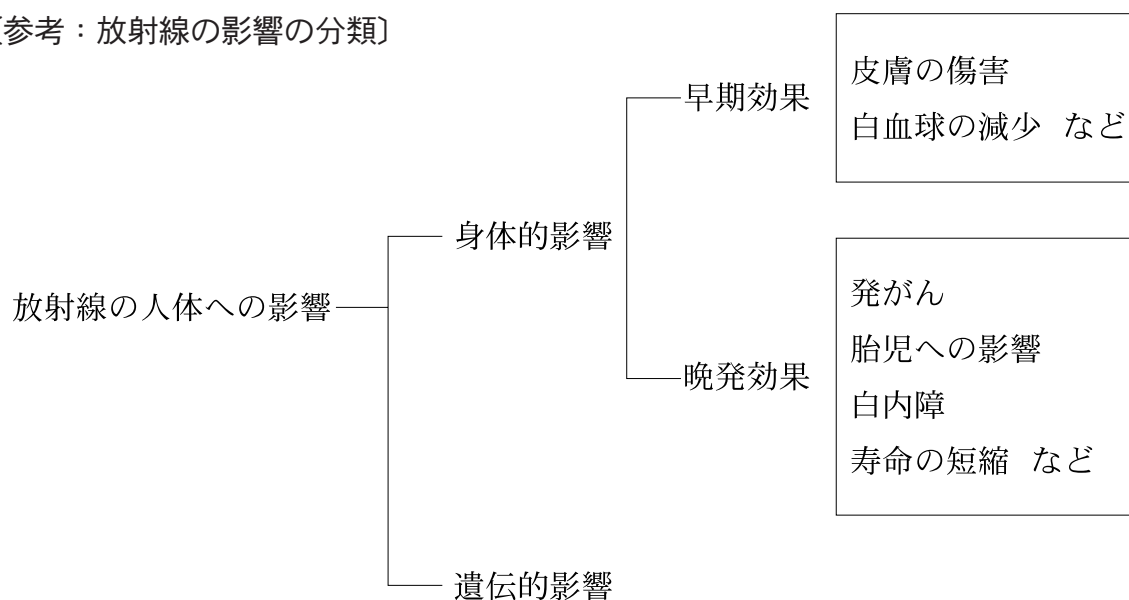 〔参考：放射線の影響の分類〕
皮膚の傷害
早期効果
白血球の減少 など
身体的影響
発がん
放射線の人体への影響
胎児への影響
晩発効果
白内障
寿命の短縮 など
遺伝的影響